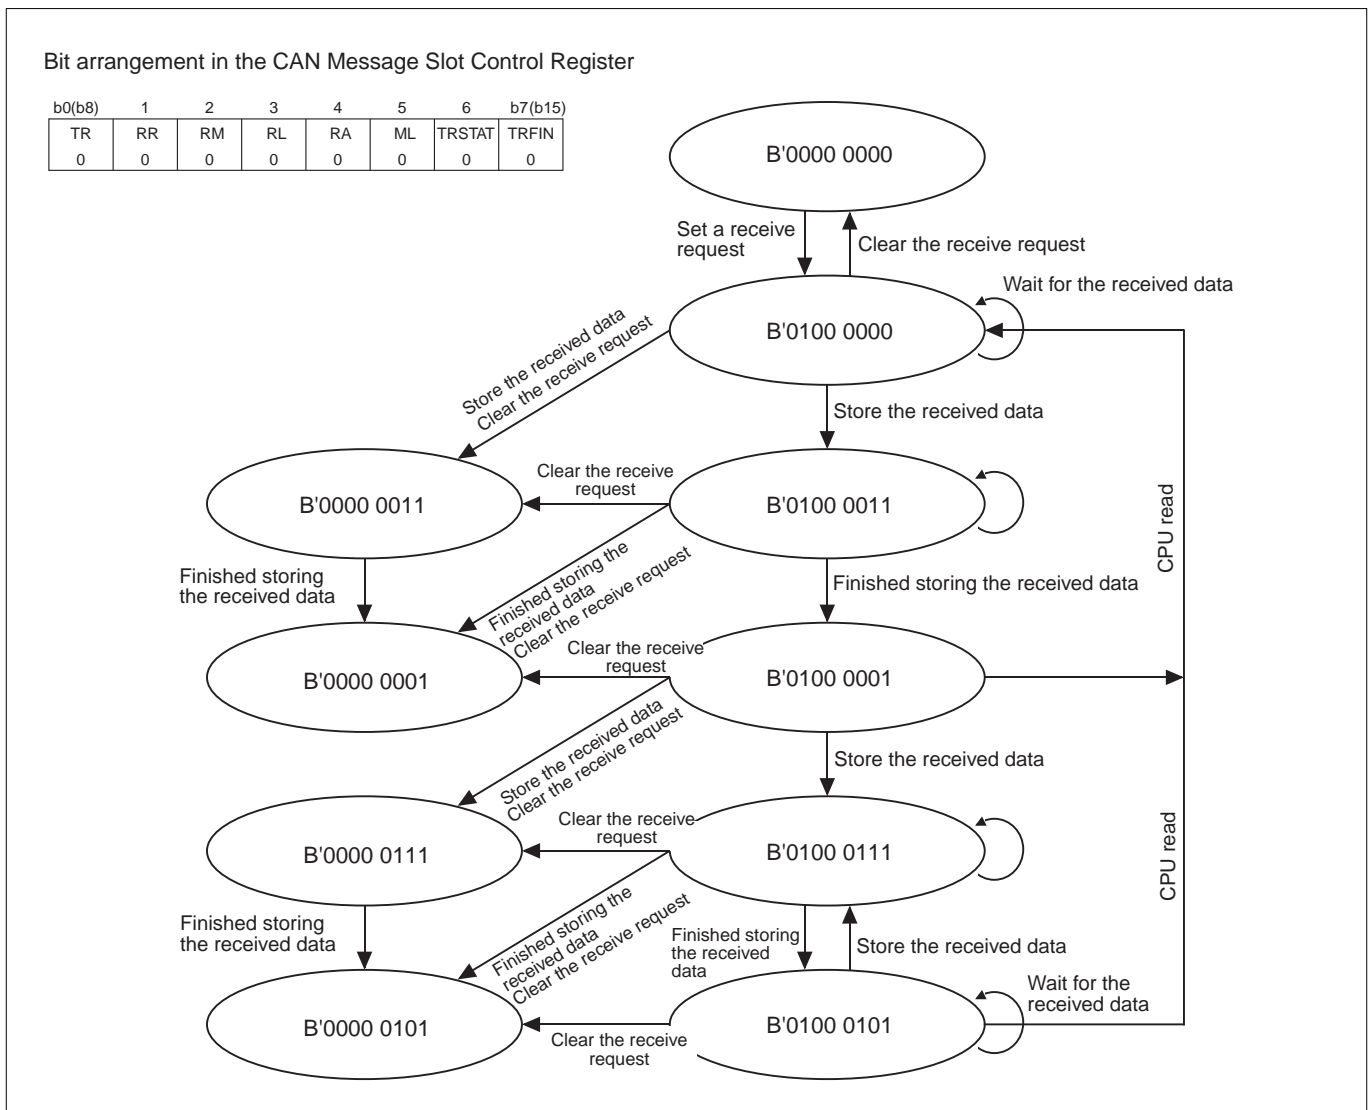 Bit arrangement in the CAN Message Slot Control Register
b0(b8) 1 2 3 4 5 6 b7(b15)
TR RR RM RL RA ML TRSTAT TRFIN
0 0 0 0 0 0 0 0
B'0000 0000
Set a receive
request
Clear the receive request
Wait for the received data
B'0100 0000
Store the received data
Clear the receive request
Store the received data
Clear the receive
request
B'0000 0011
B'0100 0011
CPU read
Finished storing
the received data
Finished storing the
received data
Clear the receive request
Finished storing the received data
Clear the receive
request
B'0000 0001
B'0100 0001
Store the received data
Clear the receive request
Store the received data
Clear the receive
request
B'0000 0111
B'0100 0111
CPU read
Finished storing
the received data
Finished storing the
received data
Clear the receive request
Finished storing
the received
data
Store the received data
Wait for the
received data
B'0000 0101
B'0100 0101
Clear the receive
request